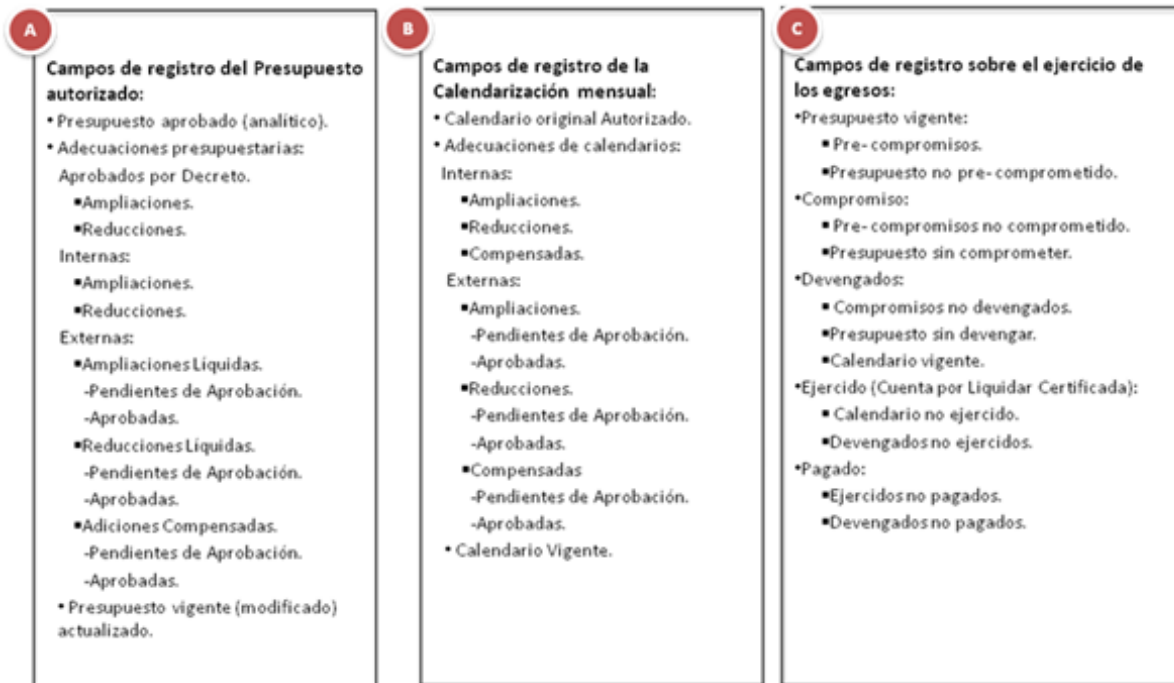 A
Campos de registro del Presupuesto
autorizado:
• Presupuesto aprobado (analítico).
• Adecuaciones presupuestarias:
Aprobados por Decreto.
▪Ampliaciones.
▪Reducciones.
Internas:
▪Ampliaciones.
▪Reducciones.
Externas:
▪Ampliaciones Líquidas.
-Pendientes de Aprobación.
-Aprobadas.
▪Reducciones Líquidas.
-Pendientes de Aprobación.
-Aprobadas.
▪Adiciones Compensadas.
-Pendientes de Aprobación.
-Aprobadas.
• Presupuesto vigente (modificado)
actualizado.
B
Campos de registro de la
Calendarización mensual:
• Calendario original Autorizado.
• Adecuaciones de calendarios:
Internas:
▪Ampliaciones.
▪Reducciones.
▪Compensadas.
Externas:
▪Ampliaciones.
-Pendientes de Aprobación.
-Aprobadas.
▪Reducciones.
-Pendientes de Aprobación.
-Aprobadas.
▪Compensadas
-Pendientes de Aprobación.
-Aprobadas.
• Calendario Vigente.
C
Campos de registro sobre el ejercicio de
los egresos:
•Presupuesto vigente:
▪ Pre- compromisos.
▪Presupuesto no pre- comprometido.
•Compromiso:
▪ Pre- compromisos no comprometido.
▪Presupuesto sin comprometer.
•Devengados:
▪ Compromisos no devengados.
▪Presupuesto sin devengar.
▪Calendario vigente.
•Ejercido (Cuenta por Liquidar Certificada):
▪ Calendario no ejercido.
▪Devengados no ejercidos.
•Pagado:
▪Ejercidos no pagados.
▪Devengados no pagados.